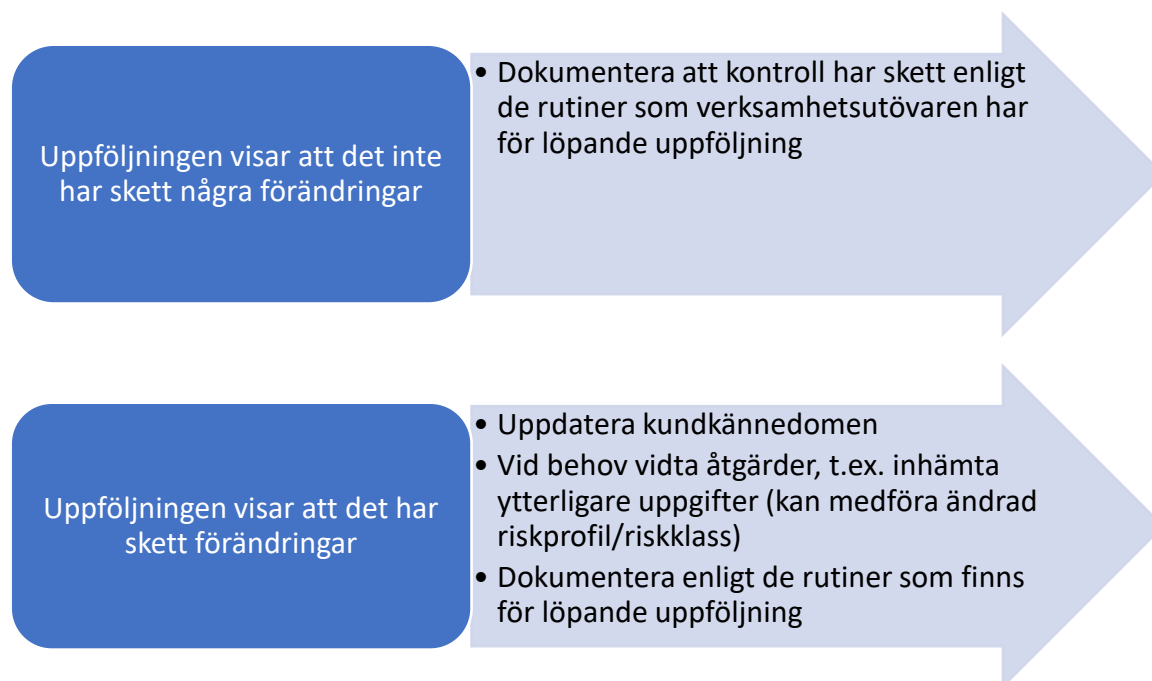 Uppföljningen visar att det inte
har skett några förändringar
• Dokumentera att kontroll har skett enligt
de rutiner som verksamhetsutövaren har
för löpande uppföljning
Uppföljningen visar att det har
skett förändringar
• Uppdatera kundkännedomen
• Vid behov vidta åtgärder, t.ex. inhämta
ytterligare uppgifter (kan medföra ändrad
riskprofil/riskklass)
• Dokumentera enligt de rutiner som finns
för löpande uppföljning